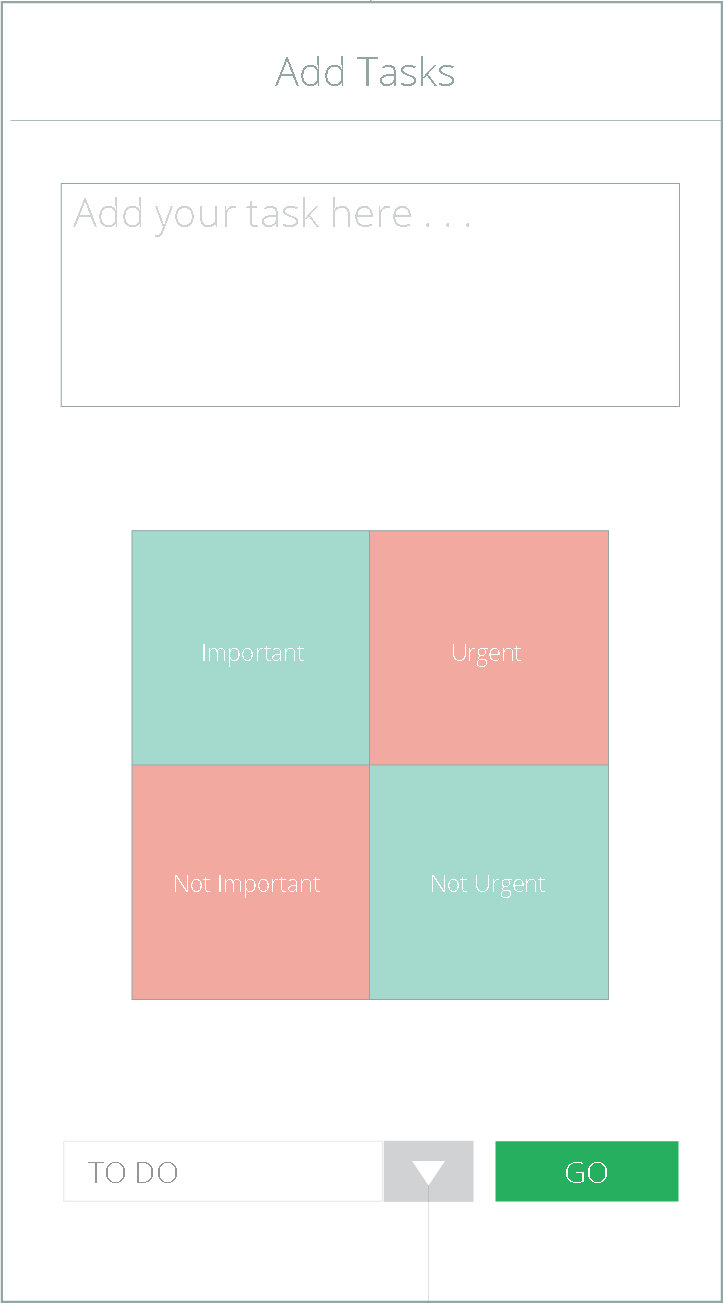 Add Tasks
Add your task here . . .
Important
Urgent
Not Important
Not Urgent
TO DO
GO